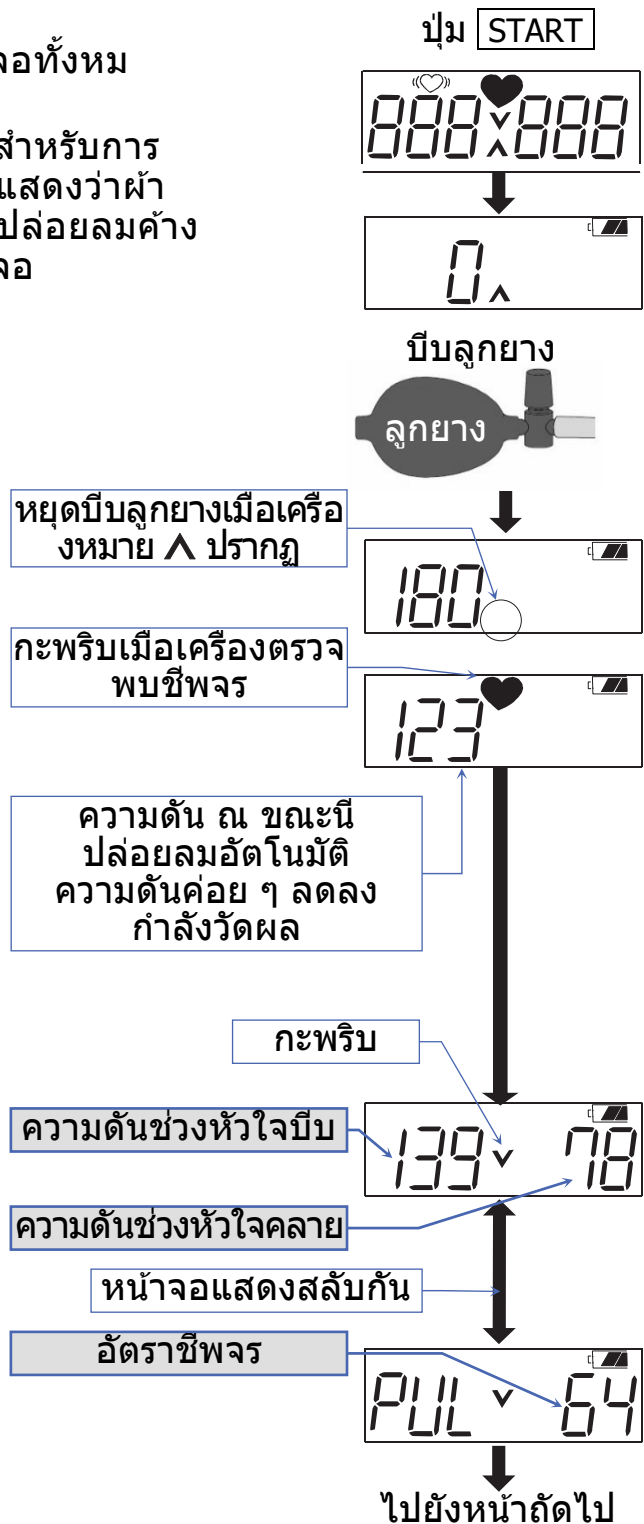 ปุ่ม START
จอทั้งหม
สำหรับการ
แสดงว่าผ้า
ปล่อยลมค้าง
จอ
888 888
0
บีบลูกยาง
ลูกยาง
หยุดบีบลูกยางเมื่อเครื่อ
งหมาย ∧ ปรากฏ
180
กะพริบเมื่อเครื่องตรวจ
พบชีพจร
123
ความดัน ณ ขณะนี้
ปล่อยลมอัตโนมัติ
ความดันค่อย ๆ ลดลง
กำลังวัดผล
กะพริบ
ความดันช่วงหัวใจบีบ
139 78
ความดันช่วงหัวใจคลาย
หน้าจอแสดงสลับกัน
อัตราชีพจร
PUL 64
ไปยังหน้าถัดไป